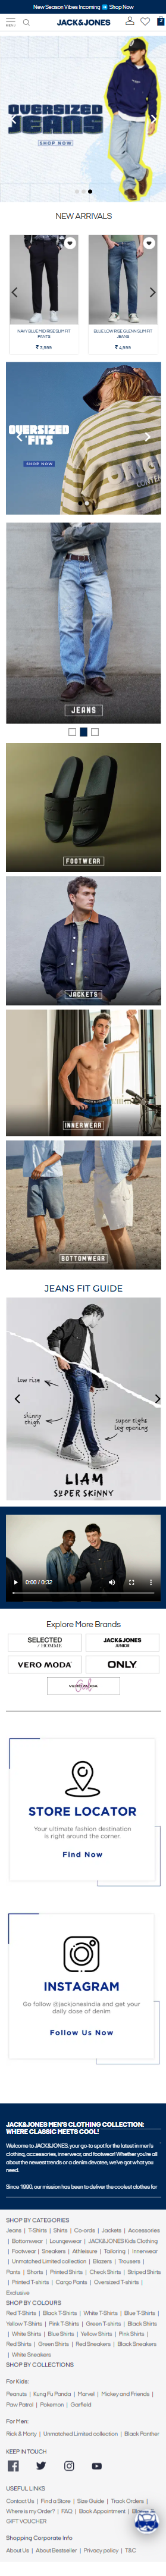 New Season Vibes Incoming Shop Now
MENU
JACK&JONES
OVERSIZED
SHOP NOW
NEW ARRIVALS
NAVY BLUE MID RISE SLIM FIT PANTS
₹ 3,999
BLUE LOW RISE GLENN SLIM FIT JEANS
₹ 4,999
OVERSIZED FITS
SHOP NOW
JEANS
FOOTWEAR
JACKETS
INNERWEAR
BOTTOMWEAR
JEANS FIT GUIDE
low rise
skinny thigh
super tight leg opening
LIAM
SUPER SKINNY
0:00 / 0:32
Explore More Brands
SELECTED
HOMME
JACK&JONES
JUNIOR
VERO MODA
ONLY
STORE LOCATOR
Your ultimate fashion destination
is right around the corner.
Find Now
INSTAGRAM
Go follow @jackjonesindia and get your
daily dose of denim
Follow Us Now
JACK&JONES MEN'S CLOTHING COLLECTION:
WHERE CLASSIC MEETS COOL!
Welcome to JACK&JONES, your go-to spot for the latest in men's
clothing, accessories, innerwear, and footwear! Whether you're all
about the newest trends or denim devotees, we've got what you
need.
Since 1990, our mission has been to deliver the coolest clothes for
SHOP BY CATEGORIES
Jeans | T-Shirts | Shirts | Co-ords | Jackets | Accessories
| Bottomwear | Loungewear | JACK&JONES Kids Clothing
| Footwear | Sneakers | Athleisure | Tailoring | Innerwear
| Unmatched Limited collection | Blazers | Trousers |
Pants | Shorts | Printed Shirts | Check Shirts | Striped Shirts
| Printed T-shirts | Cargo Pants | Oversized T-shirts |
Exclusive
SHOP BY COLOURS
Red T-Shirts | Black T-Shirts | White T-Shirts | Blue T-Shirts |
Yellow T-Shirts | Pink T-Shirts | Green T-shirts | Black Shirts
| White Shirts | Blue Shirts | Yellow Shirts | Pink Shirts |
Red Shirts | Green Shirts | Red Sneakers | Black Sneakers
| White Sneakers
SHOP BY COLLECTIONS
For Kids:
Peanuts | Kung Fu Panda | Marvel | Mickey and Friends |
Paw Patrol | Pokemon | Garfield
For Men:
Rick & Morty | Unmatched Limited collection | Black Panther
KEEP IN TOUCH
USEFUL LINKS
Contact Us | Find a Store | Track Orders |
Where is my Order? | FAQ | Book Appointment |
GIFT VOUCHER
Shopping Corporate Info
About Us | About Bestseller | Privacy policy | T&C